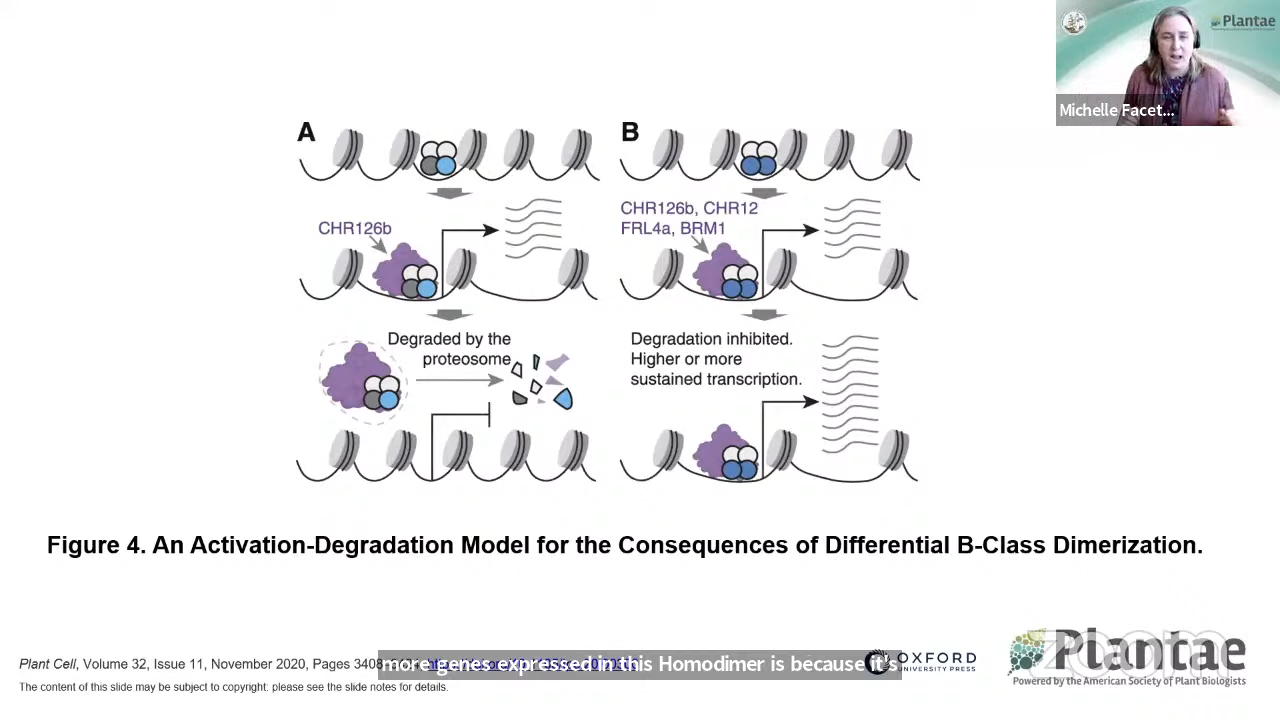 Plantae
Michelle Facet...
A
B
CHR126b
CHR126b, CHR12
FRL4a, BRM1
Degraded by the
proteosome
Degradation inhibited.
Higher or more
sustained transcription.
Figure 4. An Activation-Degradation Model for the Consequences of Differential B-Class Dimerization.
Plant Cell, Volume 32, Issue 11, November 2020, Pages 3408
more genes expressed in this Homodimer is because it's
The content of this slide may be subject to copyright: please see the slide notes for details.
OXFORD
UNIVERSITY PRESS
Plantae
zoom
Powered by the American Society of Plant Biologists